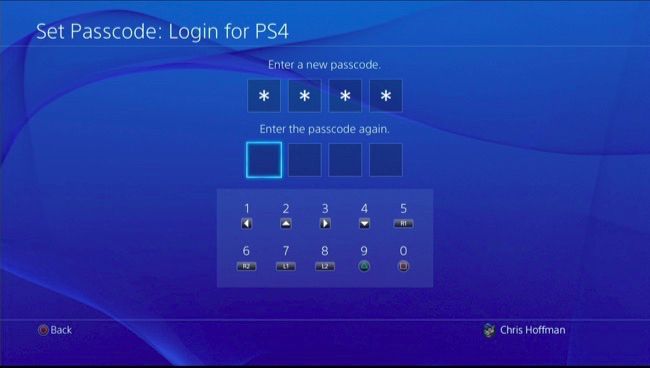 Set Passcode: Login for PS4
Enter a new passcode.
* * * *
Enter the passcode again.
1 2 3 4 5
R1
6 7 8 9 0
R2 L1 L2
Back
Chris Hoffman